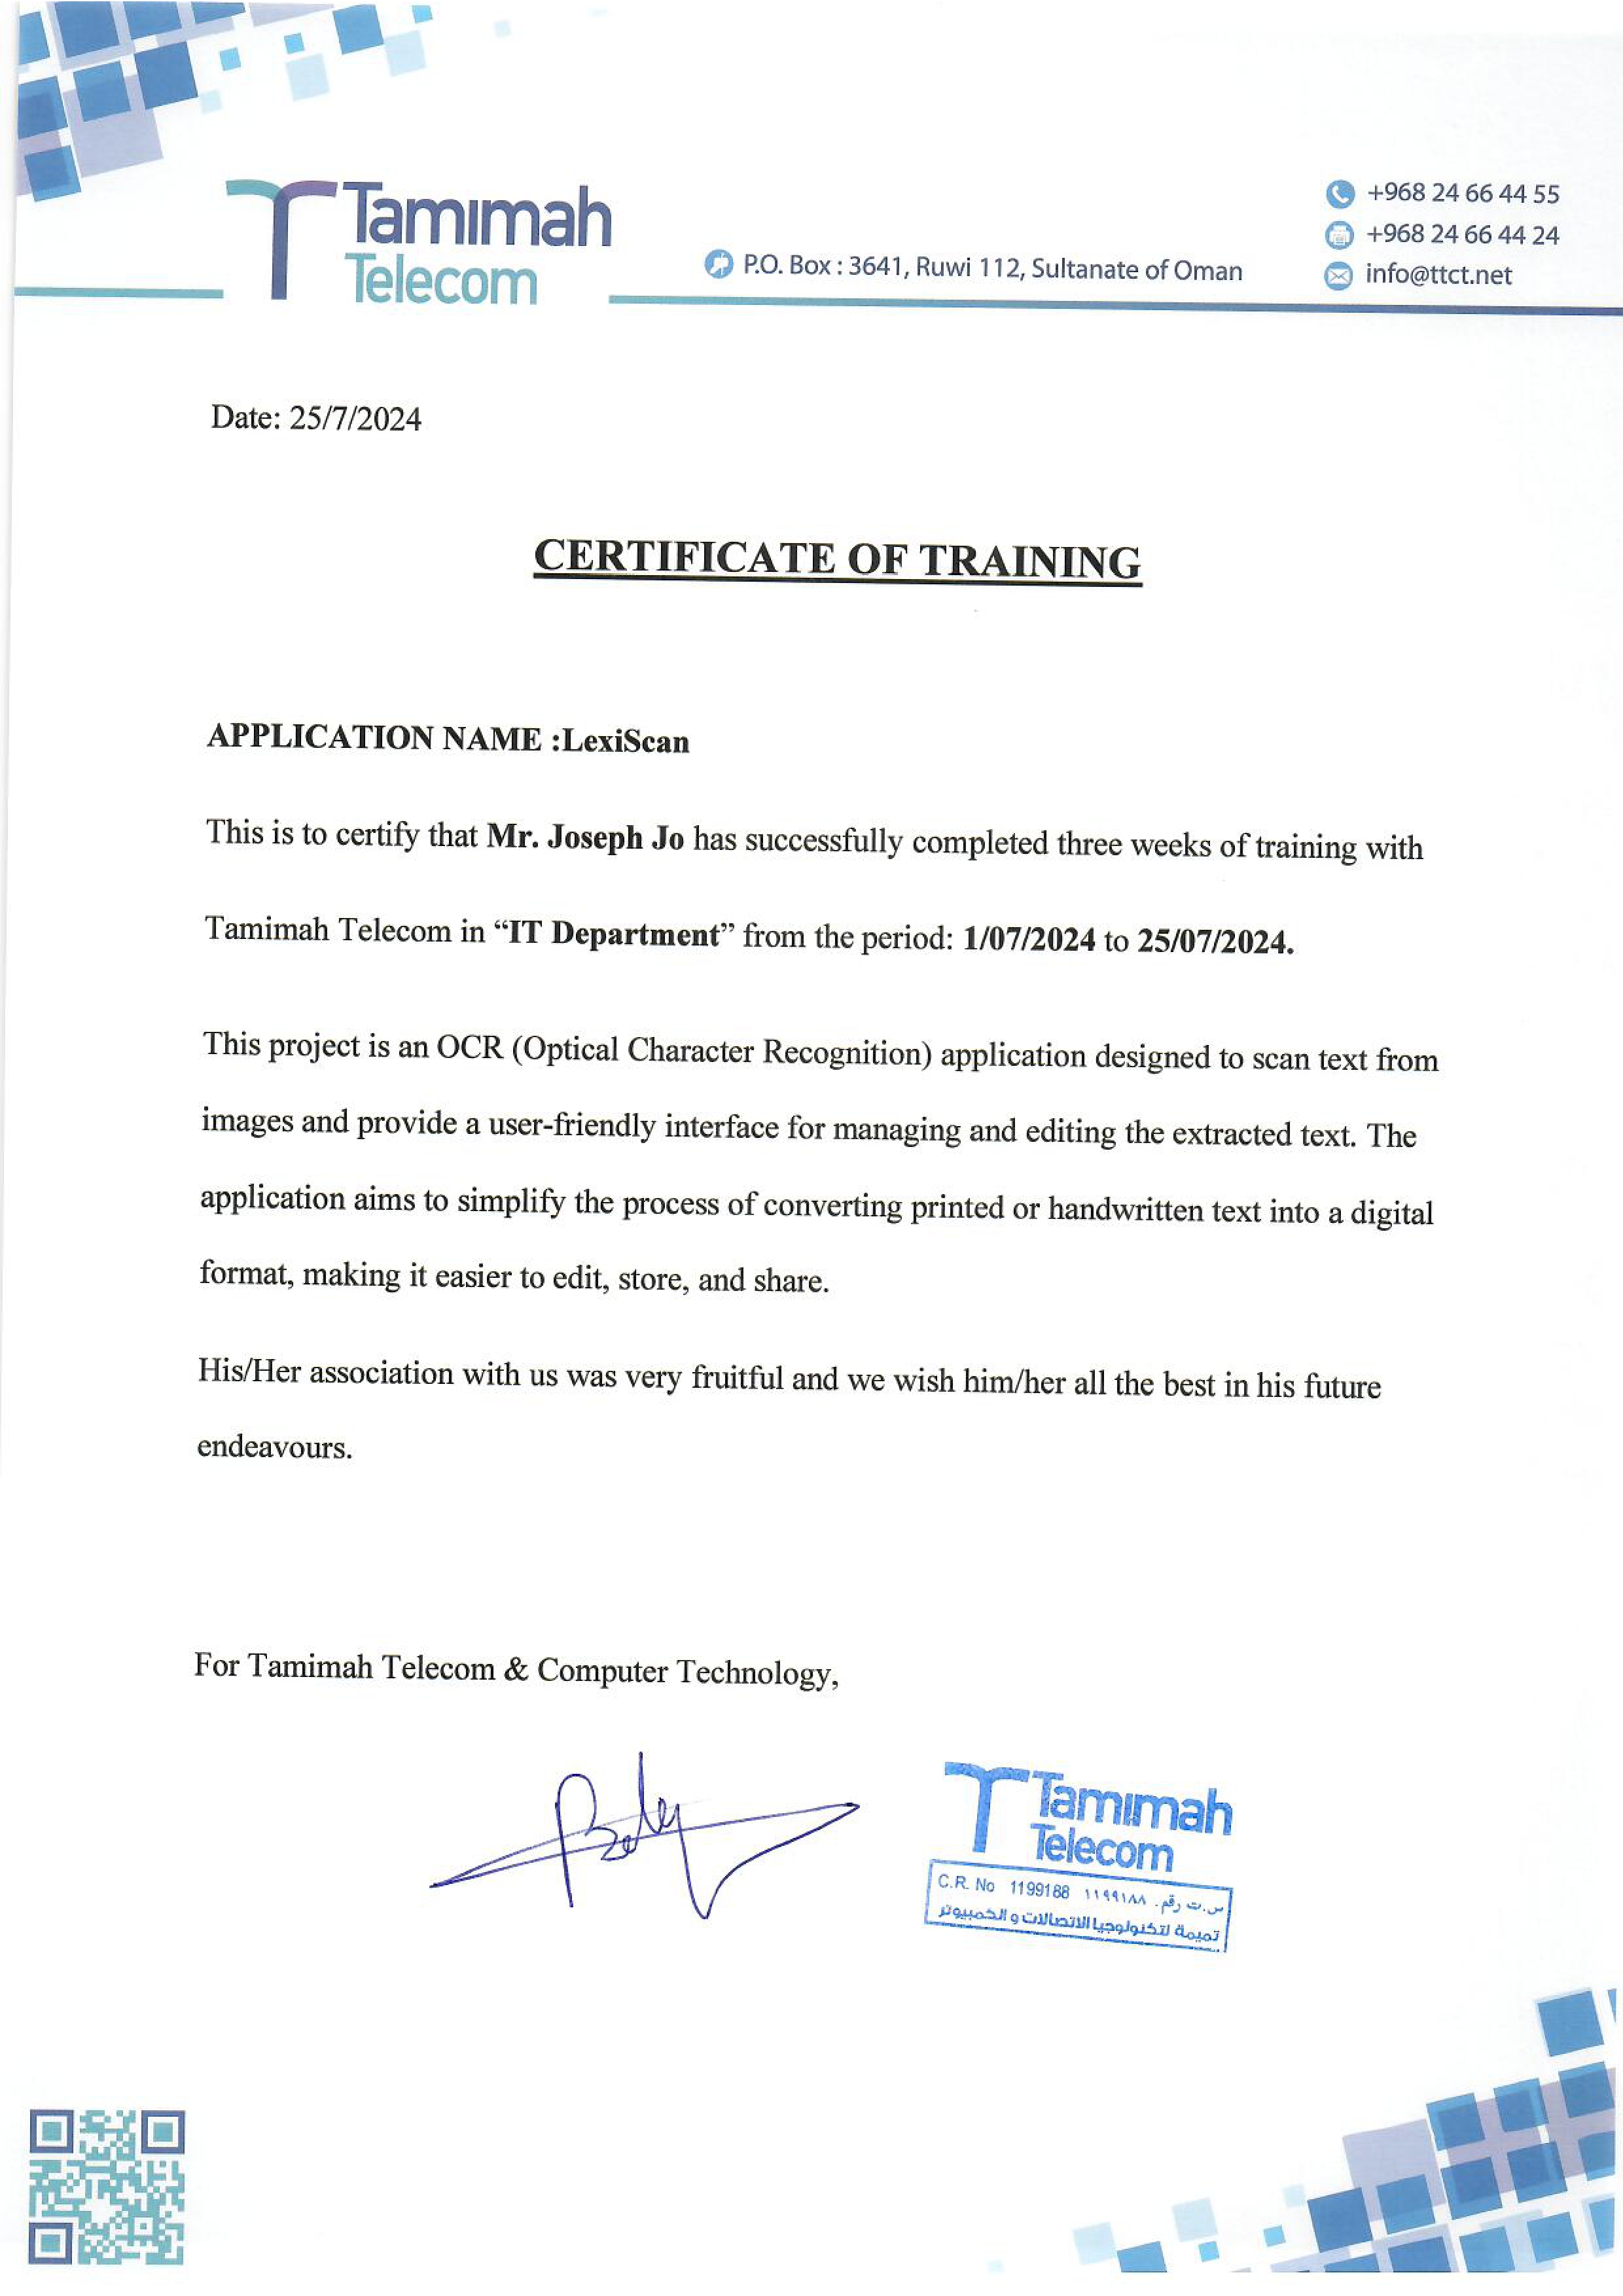 Tamimah
Telecom
P.O. Box : 3641, Ruwi 112, Sultanate of Oman
+968 24 66 44 55
+968 24 66 44 24
info@ttct.net
Date: 25/7/2024
CERTIFICATE OF TRAINING
APPLICATION NAME :LexiScan
This is to certify that Mr. Joseph Jo has successfully completed three weeks of training with
Tamimah Telecom in “IT Department” from the period: 1/07/2024 to 25/07/2024.
This project is an OCR (Optical Character Recognition) application designed to scan text from
images and provide a user-friendly interface for managing and editing the extracted text. The
application aims to simplify the process of converting printed or handwritten text into a digital
format, making it easier to edit, store, and share.
His/Her association with us was very fruitful and we wish him/her all the best in his future
endeavours.
For Tamimah Telecom & Computer Technology,
Tamimah
Telecom
C.R. No 1199188 س.ت رقم. ١١٩٩١٨٨
تميمة لتكنولوجيا الاتصالات و الكمبيوتر